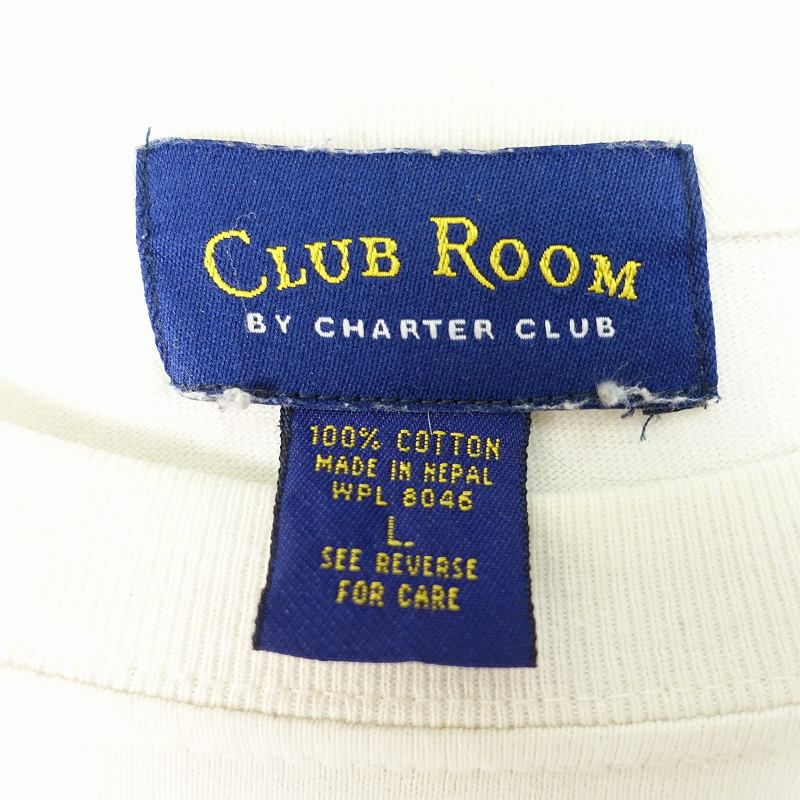 CLUB ROOM
BY CHARTER CLUB
100% COTTON
MADE IN NEPAL
WPL 8046
L
SEE REVERSE
FOR CARE